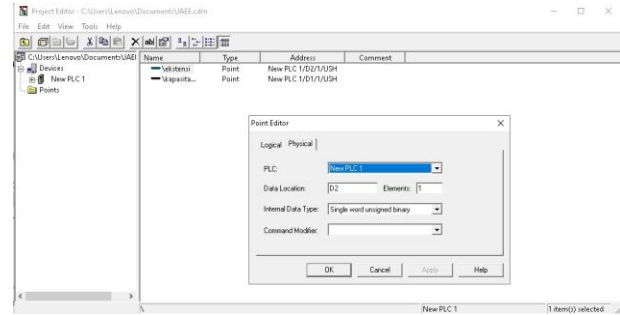 Project Editor - C:\Users\Lenovo\Documents\UAEE.cdm
File Edit View Tools Help
C:\Users\Lenovo\Documents\UAEI
Name Type Address Comment
Devices
\ekstensi Point New PLC 1/D2/1/USH
New PLC 1
\kapasita... Point New PLC 1/D1/1/USH
Points
Point Editor
Logical Physical
PLC: New PLC 1
Data Location: D2 Elements: 1
Internal Data Type: Single word unsigned binary
Command Modifier:
OK Cancel Apply Help
\
New PLC 1 1 item(s) selected